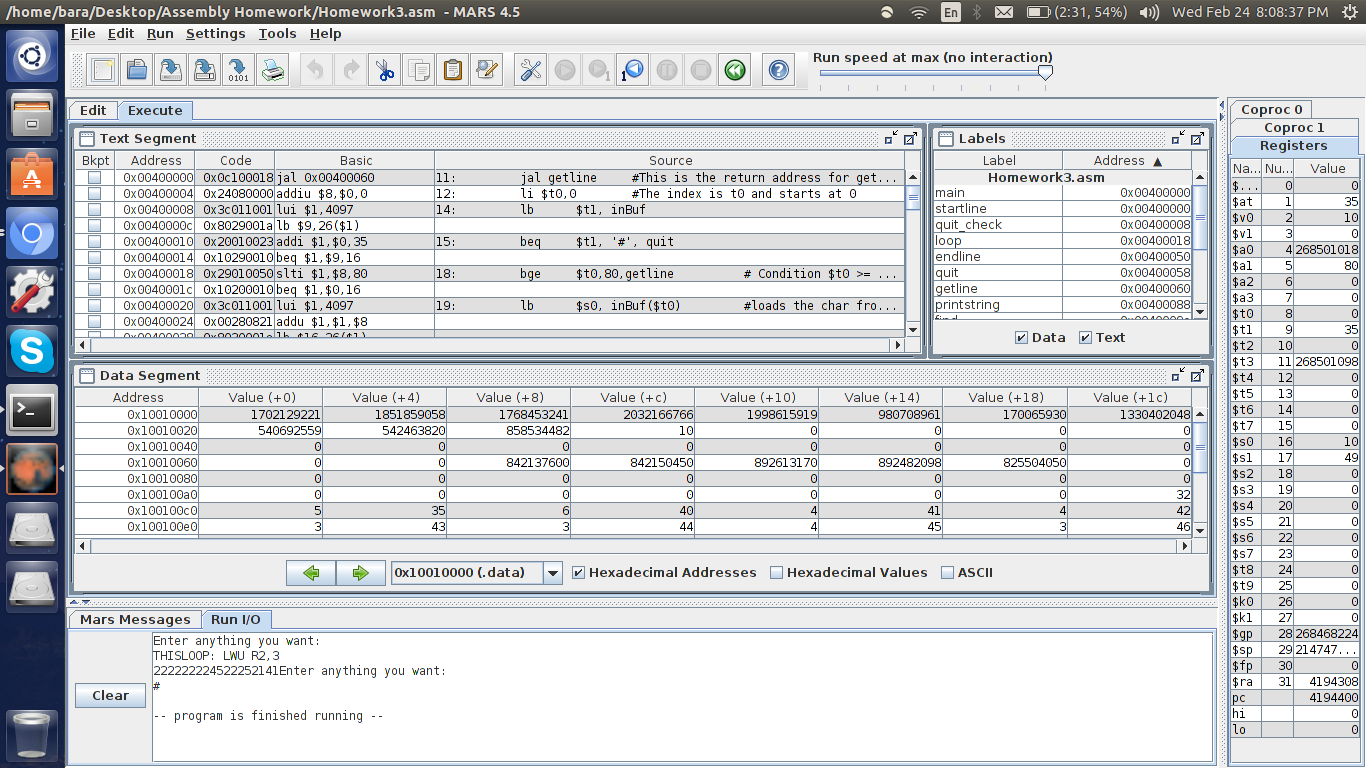 /home/bara/Desktop/Assembly Homework/Homework3.asm - MARS 4.5
En (2:31, 54%) Wed Feb 24 8:08:37 PM
File Edit Run Settings Tools Help
Run speed at max (no interaction)
Edit Execute
Text Segment
Bkpt Address Code Basic Source
0x00400000 0x0c100018 jal 0x00400060 11: jal getline #This is the return address for get...
0x00400004 0x24080000 addiu $8,$0,0 12: li $t0,0 #The index is t0 and starts at 0
0x00400008 0x3c011001 lui $1,4097 14: lb $t1, inBuf
0x0040000c 0x8029001a lb $9,26($1)
0x00400010 0x20010023 addi $1,$0,35 15: beq $t1, '#', quit
0x00400014 0x10290010 beq $1,$9,16
0x00400018 0x29010050 slti $1,$8,80 18: bge $t0,80,getline # Condition $t0 >= ...
0x0040001c 0x10200010 beq $1,$0,16
0x00400020 0x3c011001 lui $1,4097 19: lb $s0, inBuf($t0) #loads the char fro...
0x00400024 0x00280821 addu $1,$1,$8
Labels
Label Address ▲
Homework3.asm
main 0x00400000
startline 0x00400000
quit_check 0x00400008
loop 0x00400018
endline 0x00400050
quit 0x00400058
getline 0x00400060
printstring 0x00400088
Data Text
Data Segment
Address Value (+0) Value (+4) Value (+8) Value (+c) Value (+10) Value (+14) Value (+18) Value (+1c)
0x10010000 1702129221 1851859058 1768453241 2032166766 1998615919 980708961 170065930 1330402048
0x10010020 540692559 542463820 858534482 10 0 0 0 0
0x10010040 0 0 0 0 0 0 0 0
0x10010060 0 0 842137600 842150450 892613170 892482098 825504050 0
0x10010080 0 0 0 0 0 0 0 0
0x100100a0 0 0 0 0 0 0 0 32
0x100100c0 5 35 6 40 4 41 4 42
0x100100e0 3 43 3 44 4 45 3 46
0x10010000 (.data) Hexadecimal Addresses Hexadecimal Values ASCII
Mars Messages Run I/O
Clear
Enter anything you want:
THISLOOP: LWU R2,3
222222224522252141Enter anything you want:
#
-- program is finished running --
Coproc 0
Coproc 1
Registers
Na... Nu... Value
$... 0 0
$at 1 35
$v0 2 10
$v1 3 0
$a0 4 268501018
$a1 5 80
$a2 6 0
$a3 7 0
$t0 8 0
$t1 9 35
$t2 10 0
$t3 11 268501098
$t4 12 0
$t5 13 0
$t6 14 0
$t7 15 0
$s0 16 10
$s1 17 49
$s2 18 0
$s3 19 0
$s4 20 0
$s5 21 0
$s6 22 0
$s7 23 0
$t8 24 0
$t9 25 0
$k0 26 0
$k1 27 0
$gp 28 268468224
$sp 29 214747...
$fp 30 0
$ra 31 4194308
pc 4194400
hi 0
lo 0